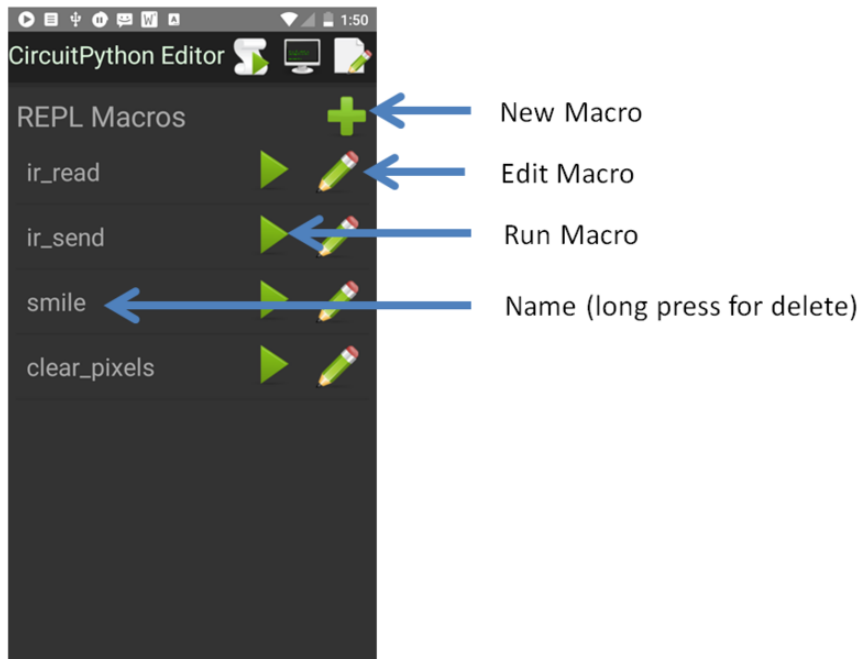 1:50
CircuitPython Editor
REPL Macros
New Macro
ir_read
Edit Macro
ir_send
Run Macro
smile
Name (long press for delete)
clear_pixels